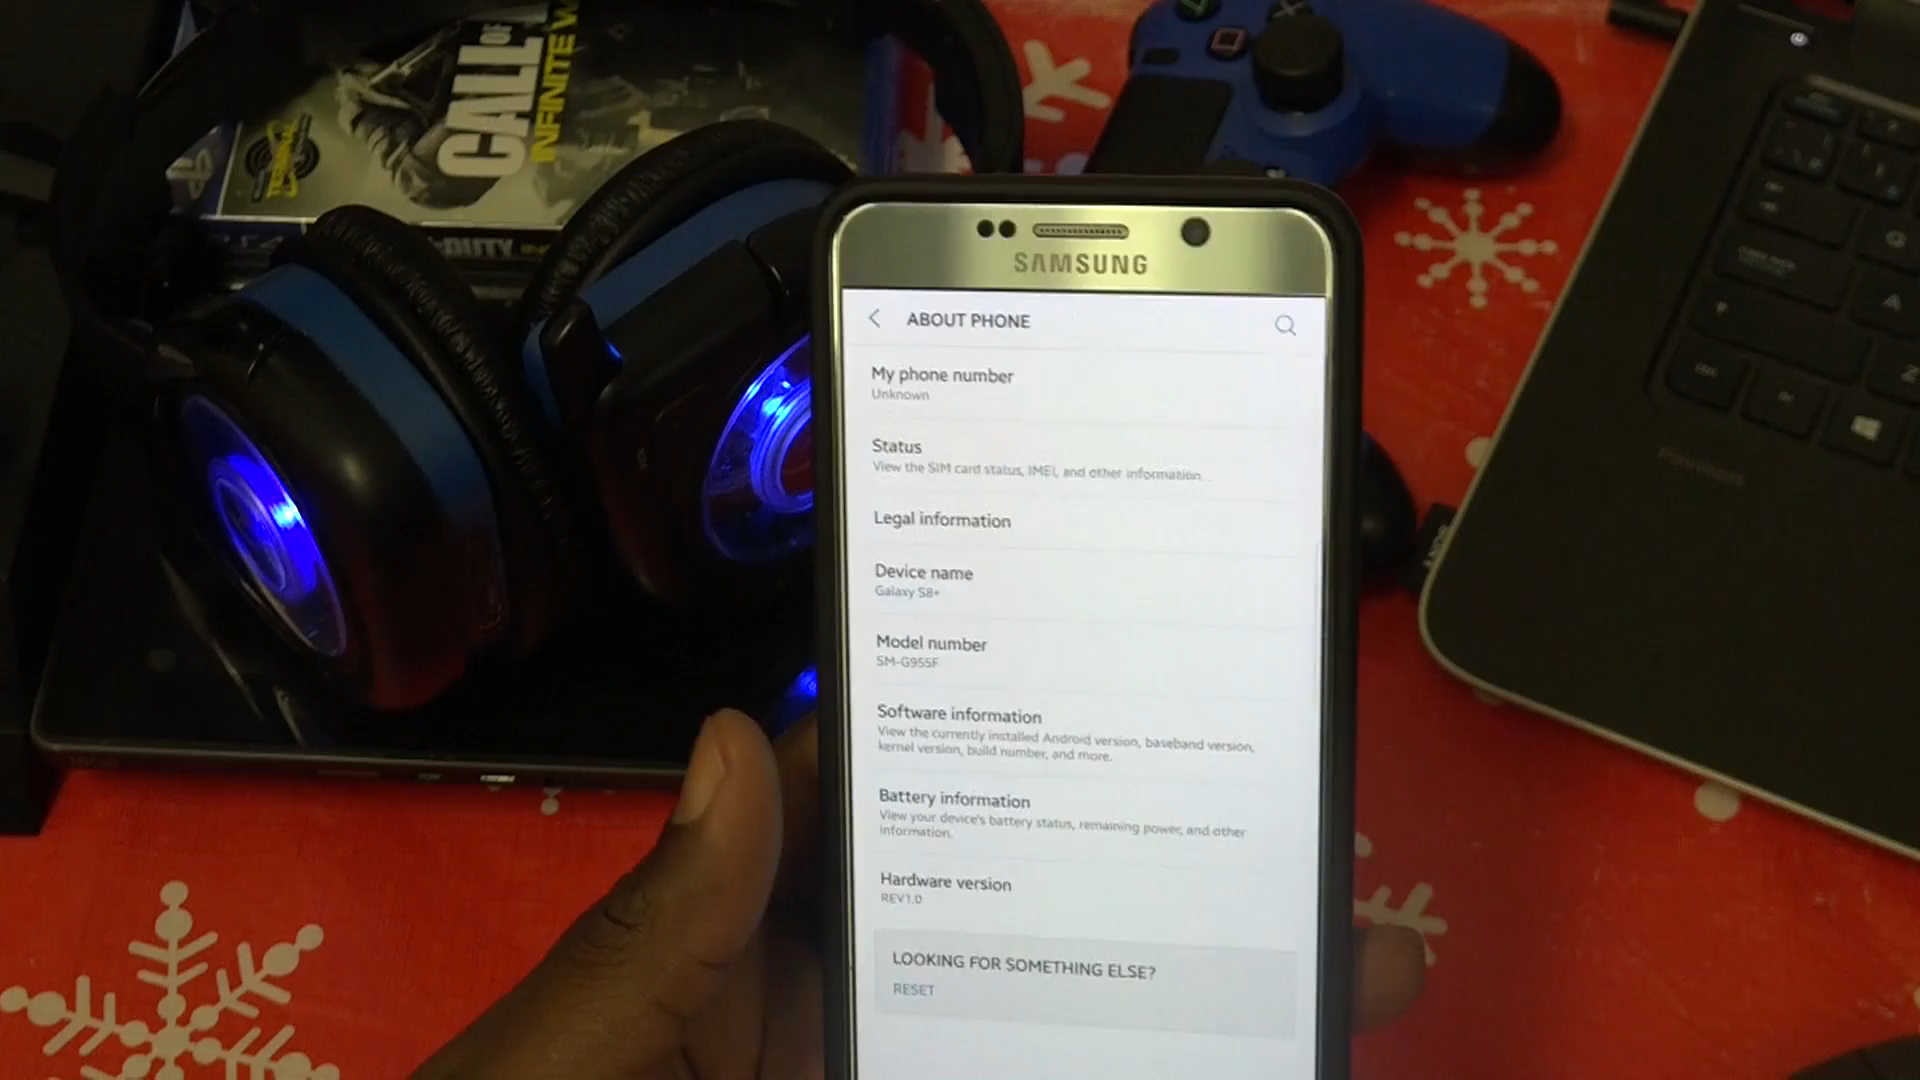 CALL OF
INFINITE W
TERMINAL
PS4
DUTY
SAMSUNG
ABOUT PHONE
My phone number
Unknown
Status
View the SIM card status, IMEI, and other information...
Legal information
Device name
Galaxy S8+
Model number
SM-G955F
Software information
View the currently installed Android version, baseband version,
kernel version, build number, and more.
Battery information
View your device's battery status, remaining power, and other
information.
Hardware version
REV1.0
LOOKING FOR SOMETHING ELSE?
RESET
Q
A
Z
Pavilion